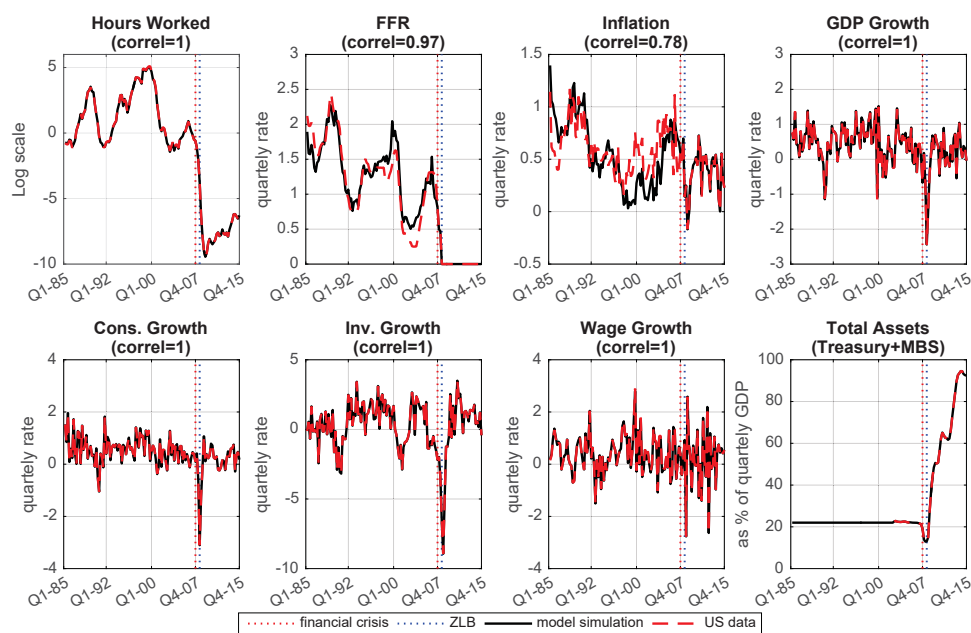 Hours Worked
(correl=1)
Log scale
5
0
-5
-10
Q1-85
Q1-92
Q1-00
Q4-07
Q4-15
FFR
(correl=0.97)
quartely rate
3
2.5
2
1.5
1
0.5
0
Q1-85
Q1-92
Q1-00
Q4-07
Q4-15
Inflation
(correl=0.78)
quartely rate
1.5
1
0.5
0
-0.5
Q1-85
Q1-92
Q1-00
Q4-07
Q4-15
GDP Growth
(correl=1)
quartely rate
3
2
1
0
-1
-2
-3
Q1-85
Q1-92
Q1-00
Q4-07
Q4-15
Cons. Growth
(correl=1)
quartely rate
4
2
0
-2
-4
Q1-85
Q1-92
Q1-00
Q4-07
Q4-15
Inv. Growth
(correl=1)
quartely rate
5
0
-5
-10
Q1-85
Q1-92
Q1-00
Q4-07
Q4-15
Wage Growth
(correl=1)
quartely rate
4
2
0
-2
-4
Q1-85
Q1-92
Q1-00
Q4-07
Q4-15
Total Assets
(Treasury+MBS)
as % of quartely GDP
100
80
60
40
20
0
Q1-85
Q1-92
Q1-00
Q4-07
Q4-15
financial crisis
ZLB
model simulation
US data